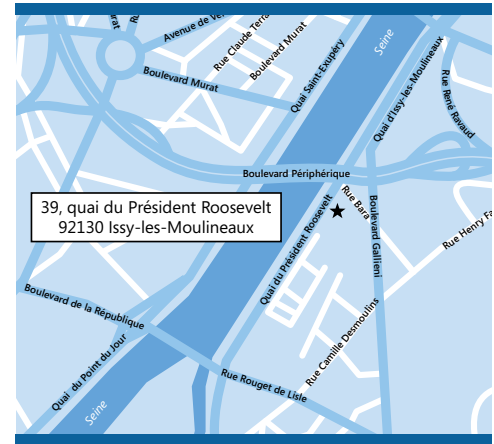 Murat
Avenue de Ve
Rue Claude Terra
Boulevard Murat
Boulevard Murat
Quai Saint-Exupéry
Seine
Quai d'Issy-les-Moulineaux
Rue René Ravaud
Boulevard Périphérique
39, quai du Président Roosevelt
92130 Issy-les-Moulineaux
Rue Bara
Quai du Président Roosevelt
Boulevard Gallieni
Rue Henry Fa
Boulevard de la République
Rue Camille Desmoulins
Quai du Point du Jour
Rue Rouget de Lisle
Seine